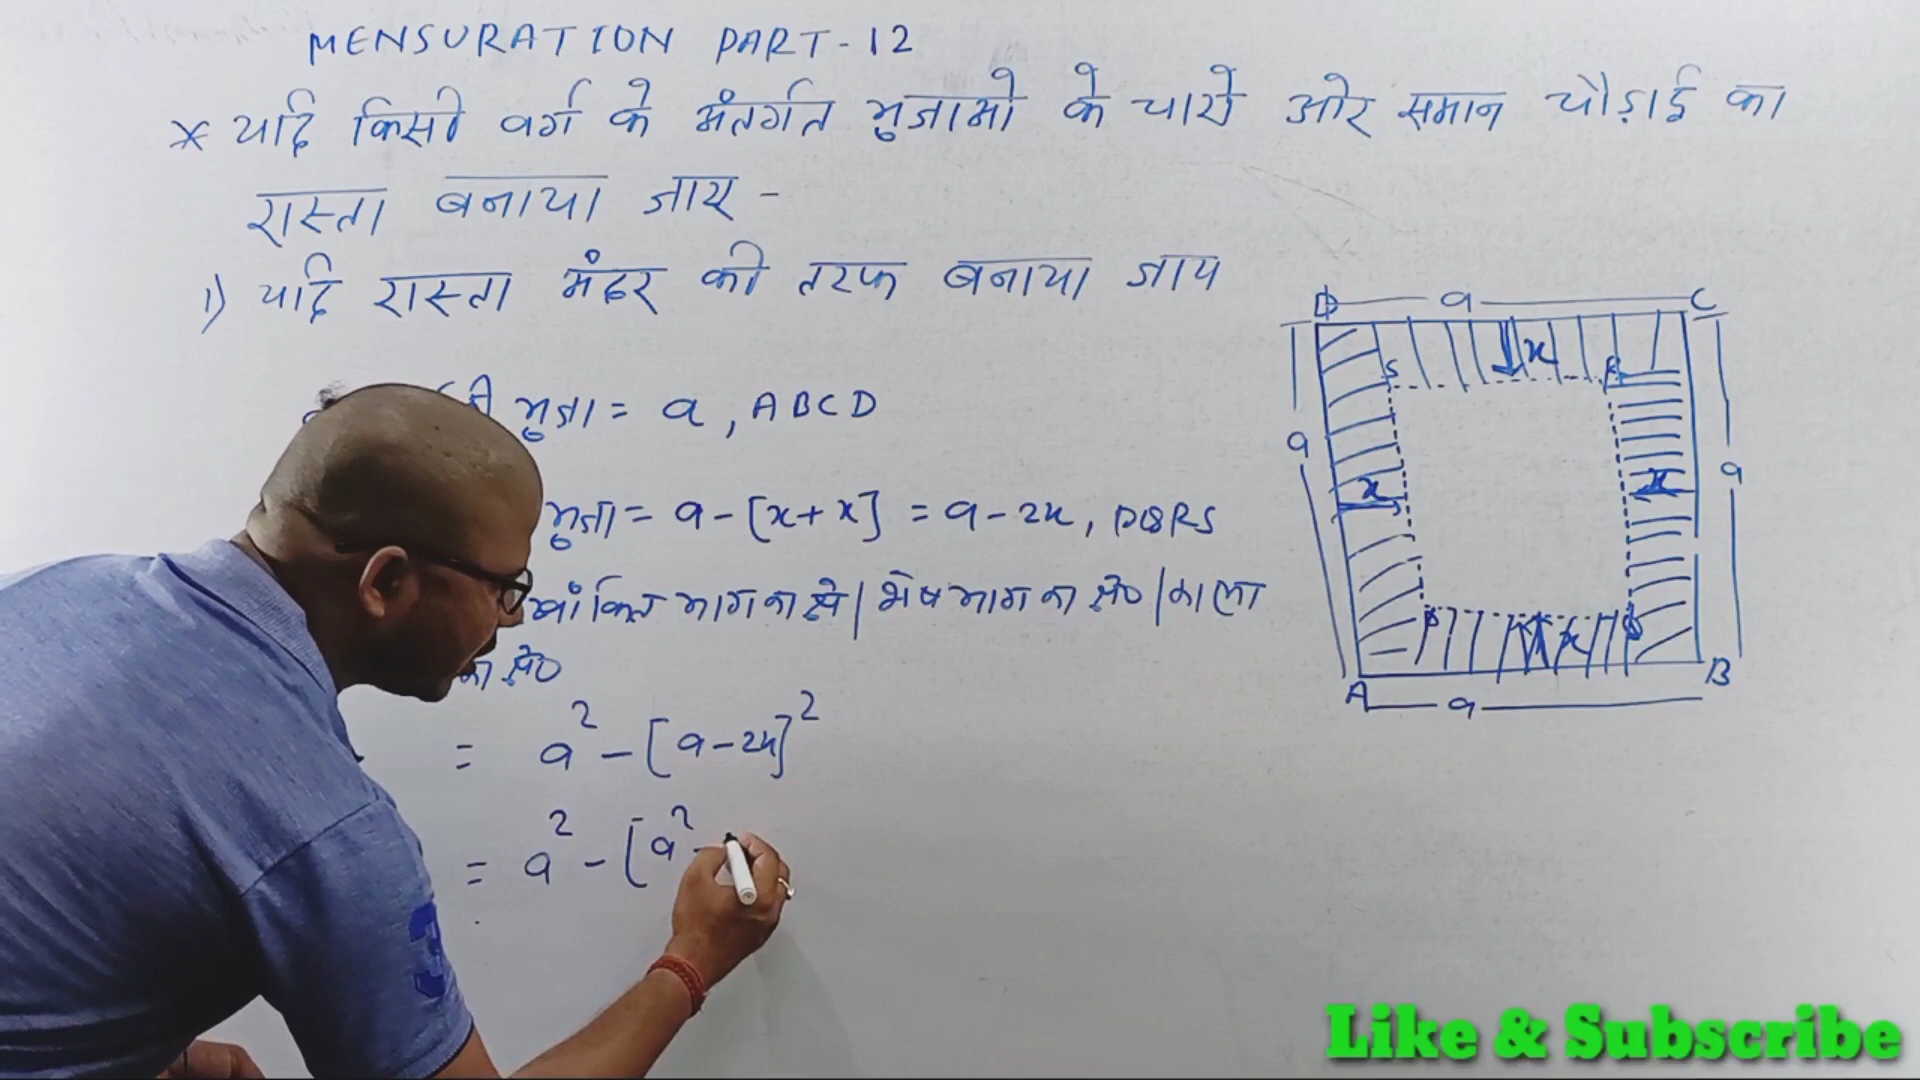 MENSURATION PART-12
* यदि किसी वर्ग के अंतर्गत भुजाओ के चारो ओर समान चौड़ाई का
रास्ता बनाया जाए -
1) यदि रास्ता अंदर की तरफ बनाया जाय
भुजा = a, ABCD
भुजा = a - [x + x] = a - 2x, PQRS
भाग का क्षे / शेष भाग का क्षे० / काला
का क्षे०
= a² - [a - 2x]²
= a² - [a² -
D a C
S x R
a x x a
P x Q
A a B
3
Like & Subscribe